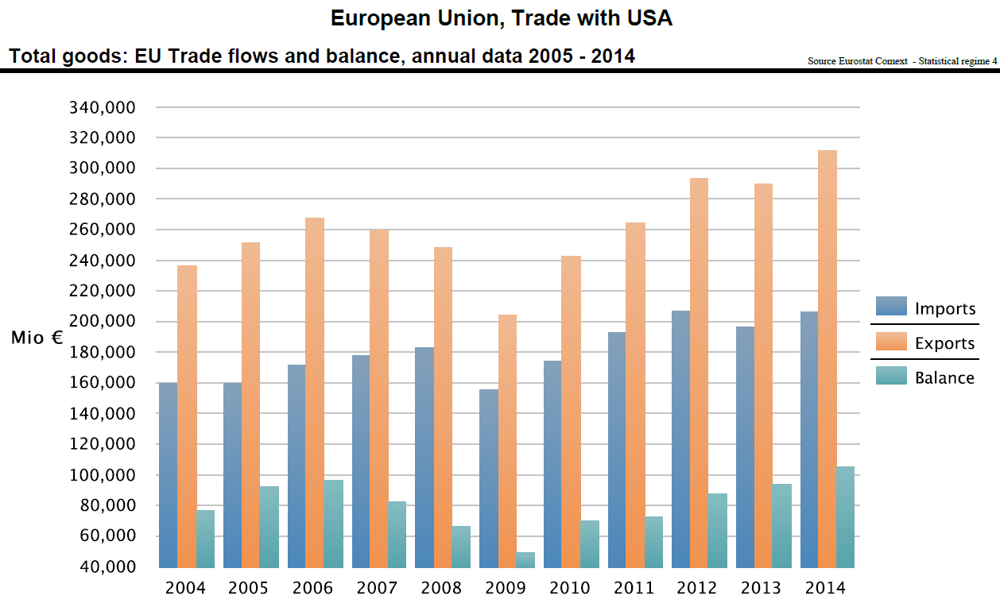 European Union, Trade with USA
Total goods: EU Trade flows and balance, annual data 2005 - 2014
Source Eurostat Comext - Statistical regime 4
340,000
320,000
300,000
280,000
260,000
240,000
220,000
200,000
Mio €
180,000
160,000
140,000
120,000
100,000
80,000
60,000
40,000
2004 2005 2006 2007 2008 2009 2010 2011 2012 2013 2014
Imports
Exports
Balance